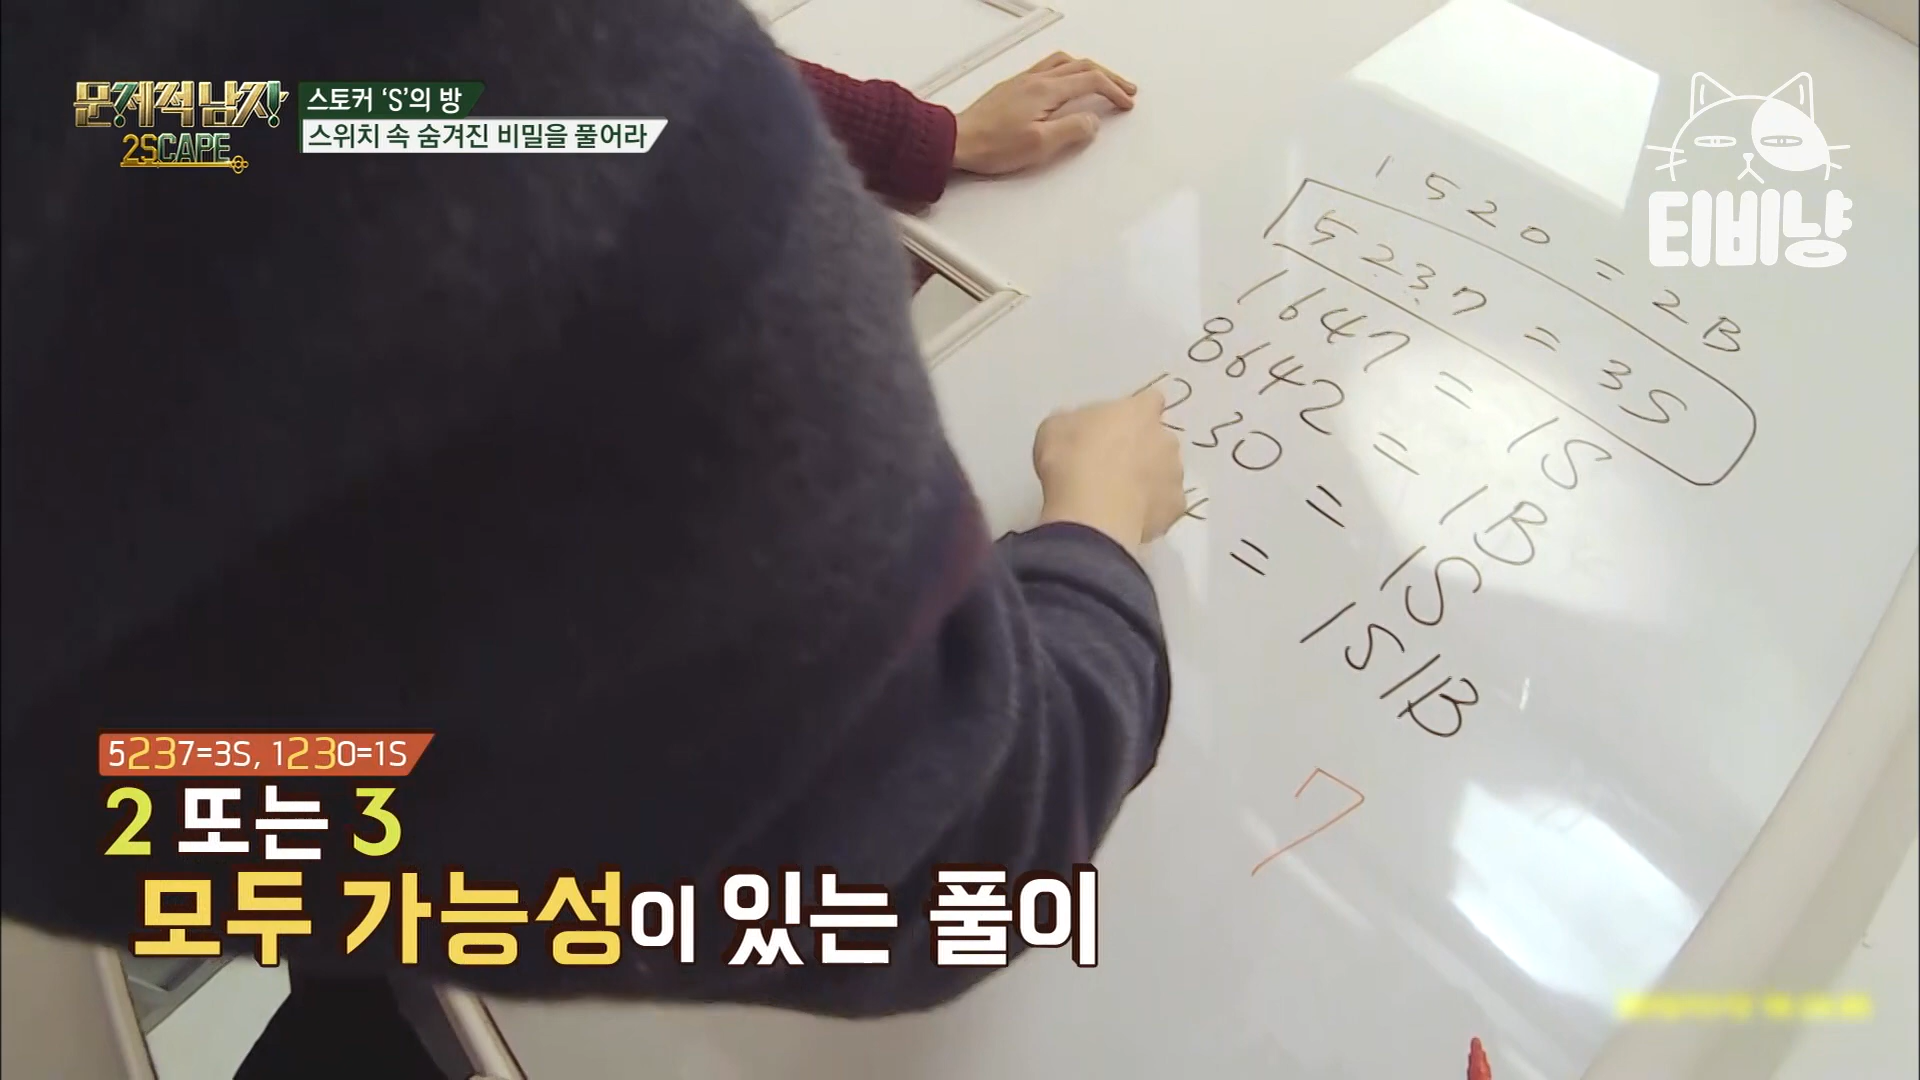 문제적 남자!
2SCAPE
스토커 'S'의 방
스위치 속 숨겨진 비밀을 풀어라
티비냥
1520 = 2B
5237 = 3S
1647 = 1S
8642 = 1B
1230 = 1S
= 1S1B
7
5237=3S, 1230=1S
2 또는 3
모두 가능성이 있는 풀이